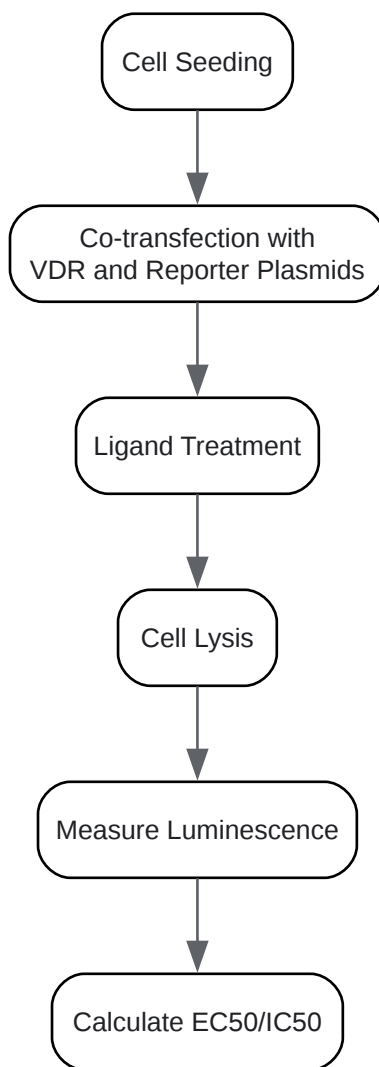 Cell Seeding
Co-transfection with
VDR and Reporter Plasmids
Ligand Treatment
Cell Lysis
Measure Luminescence
Calculate EC50/IC50